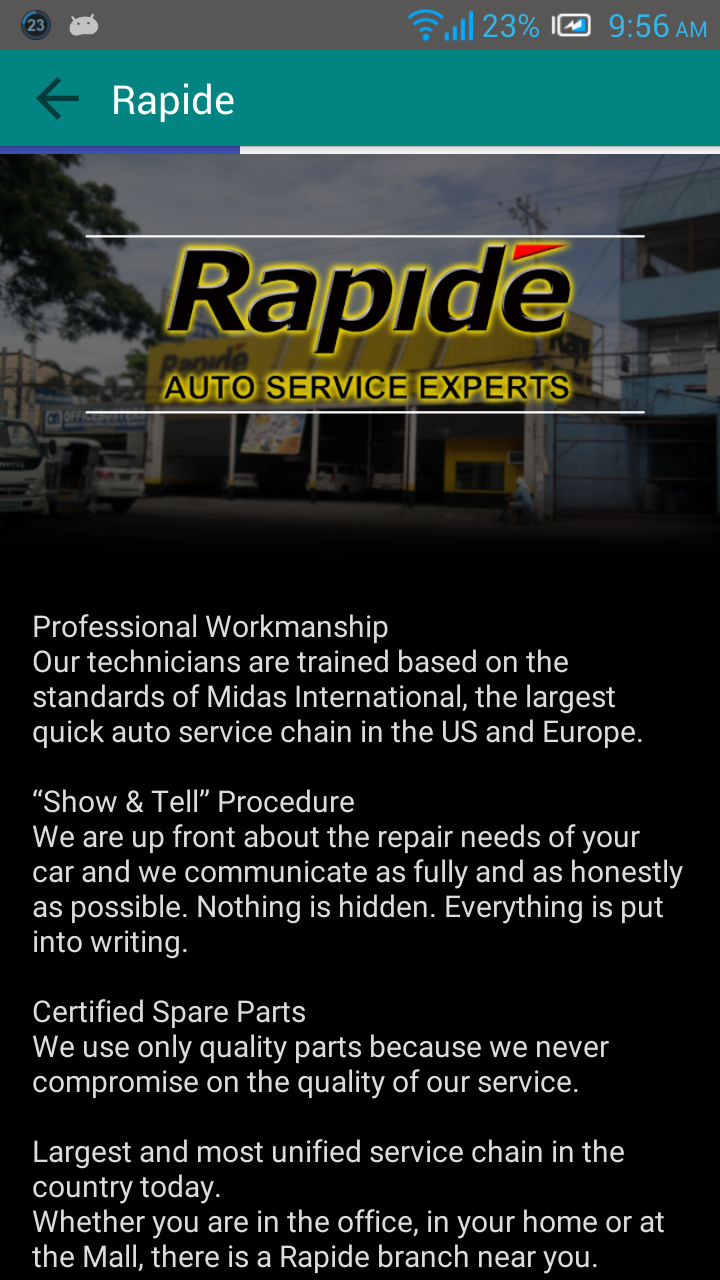 23
23% 9:56 AM
Rapide
Rapidé
AUTO SERVICE EXPERTS
Rapidé
Professional Workmanship
Our technicians are trained based on the
standards of Midas International, the largest
quick auto service chain in the US and Europe.
“Show & Tell” Procedure
We are up front about the repair needs of your
car and we communicate as fully and as honestly
as possible. Nothing is hidden. Everything is put
into writing.
Certified Spare Parts
We use only quality parts because we never
compromise on the quality of our service.
Largest and most unified service chain in the
country today.
Whether you are in the office, in your home or at
the Mall, there is a Rapide branch near you.